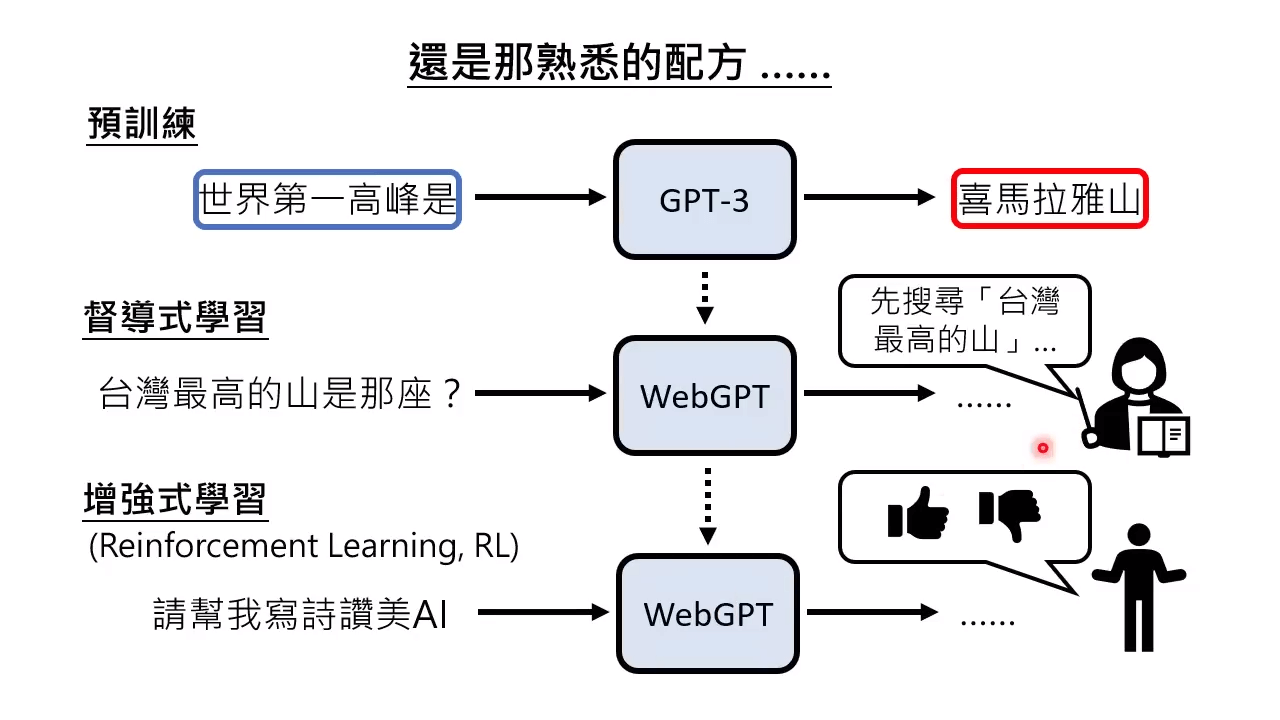 還是那熟悉的配方 ......
預訓練
世界第一高峰是
GPT-3
喜馬拉雅山
督導式學習
台灣最高的山是那座？
WebGPT
......
先搜尋「台灣
最高的山」...
增強式學習
(Reinforcement Learning, RL)
請幫我寫詩讚美AI
WebGPT
......